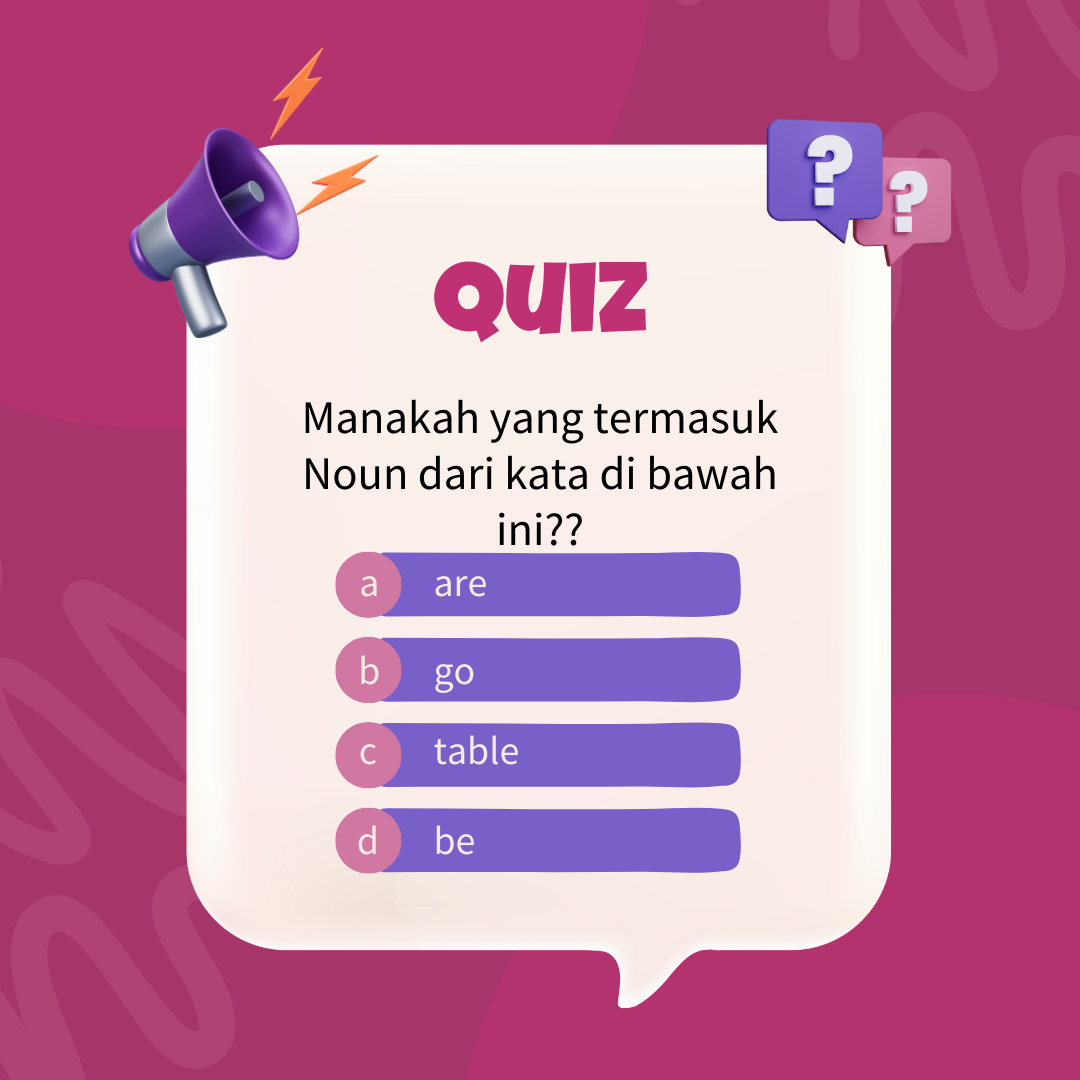 ?
?
QUIZ
Manakah yang termasuk
Noun dari kata di bawah
ini??
a are
b go
c table
d be